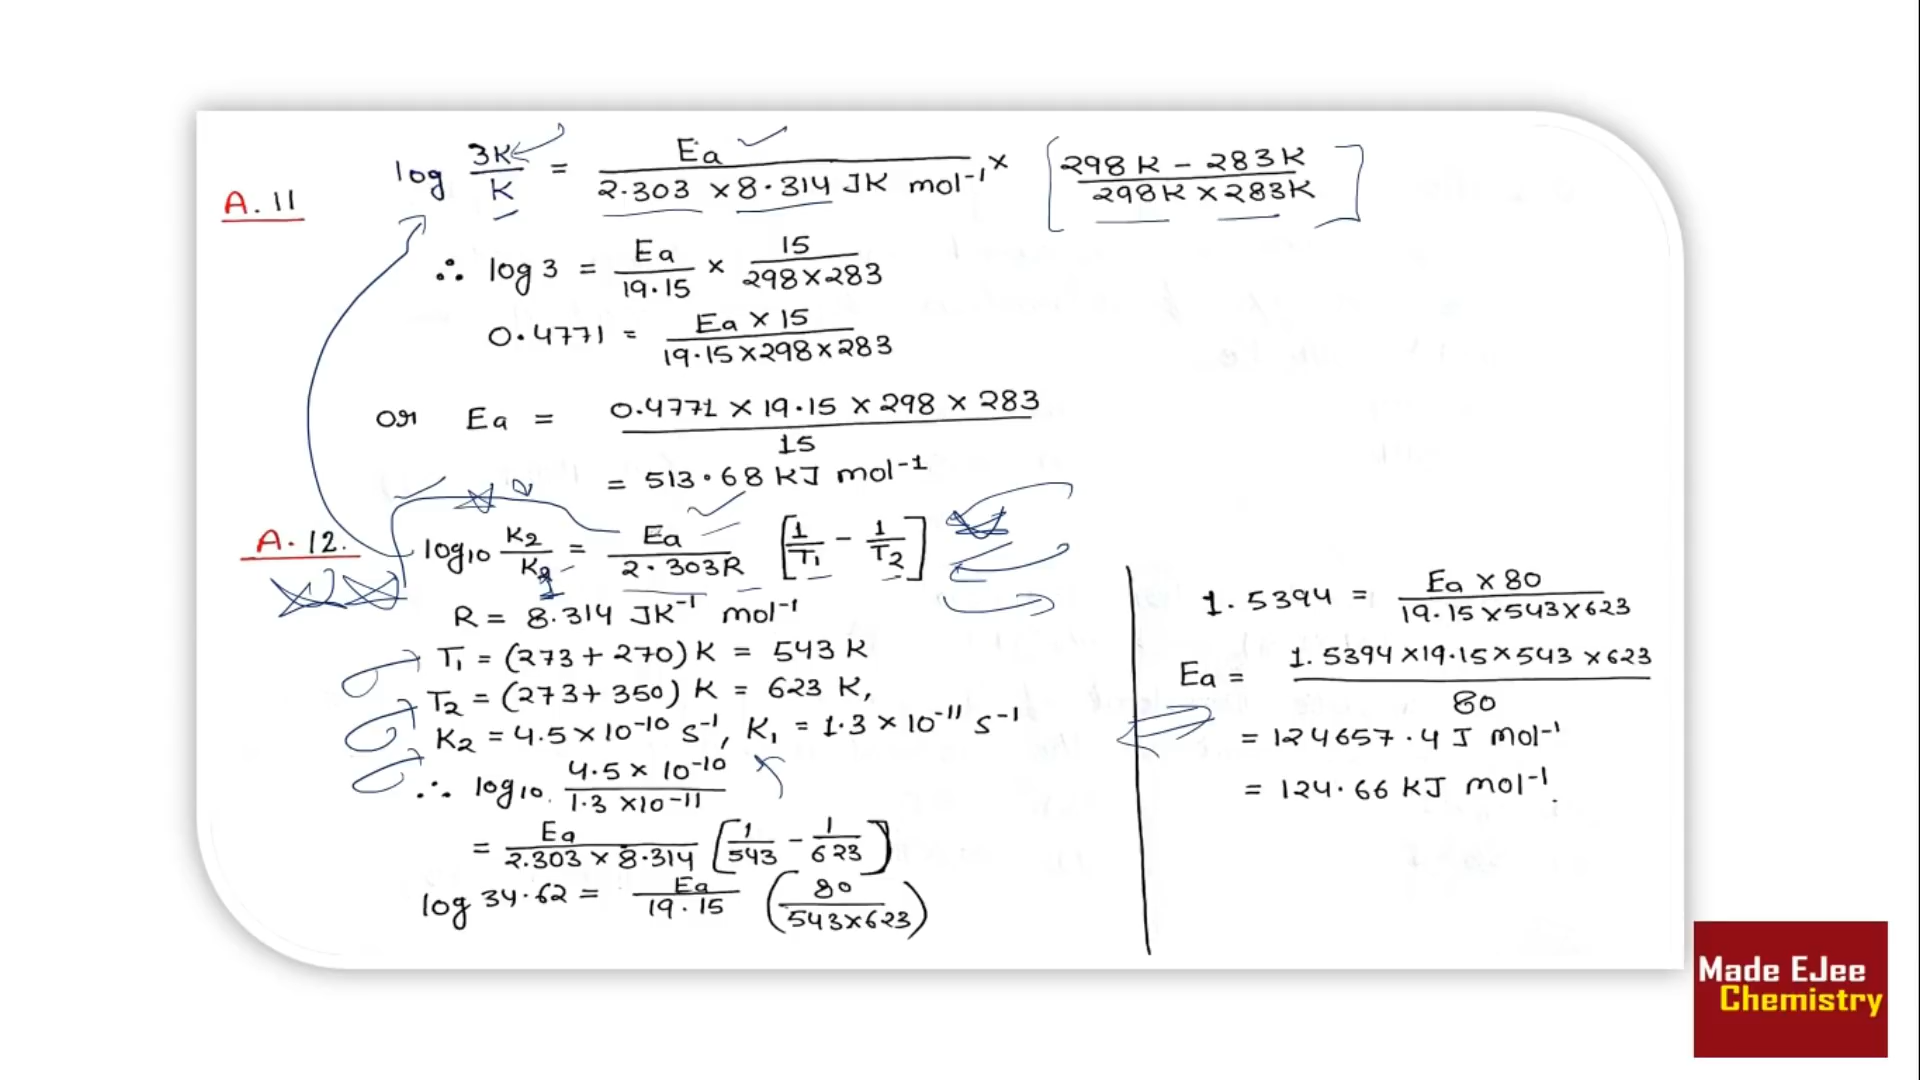 A. 11
log 3K/K = Ea/(2.303 × 8.314 JK mol⁻¹) × [(298K - 283K)/(298K × 283K)]
∴ log 3 = Ea/19.15 × 15/(298×283)
0.4771 = (Ea × 15)/(19.15×298×283)
or Ea = (0.4771 × 19.15 × 298 × 283)/15
= 513.68 KJ mol⁻¹
A. 12.
log₁₀ K₂/K₁ = Ea/2.303R [1/T₁ - 1/T₂]
R = 8.314 JK⁻¹ mol⁻¹
T₁ = (273+270) K = 543 K
T₂ = (273+350) K = 623 K,
K₂ = 4.5×10⁻¹⁰ S⁻¹, K₁ = 1.3 × 10⁻¹¹ S⁻¹
∴ log₁₀. (4.5 × 10⁻¹⁰)/(1.3 ×10⁻¹¹)
= Ea/(2.303 × 8.314) [1/543 - 1/623]
log 34.62 = Ea/19.15 (80/(543×623))
1.5394 = (Ea × 80)/(19.15×543×623)
Ea = (1.5394×19.15×543×623)/80
= 124657.4 J mol⁻¹
= 124.66 KJ mol⁻¹.
Made EJee
Chemistry